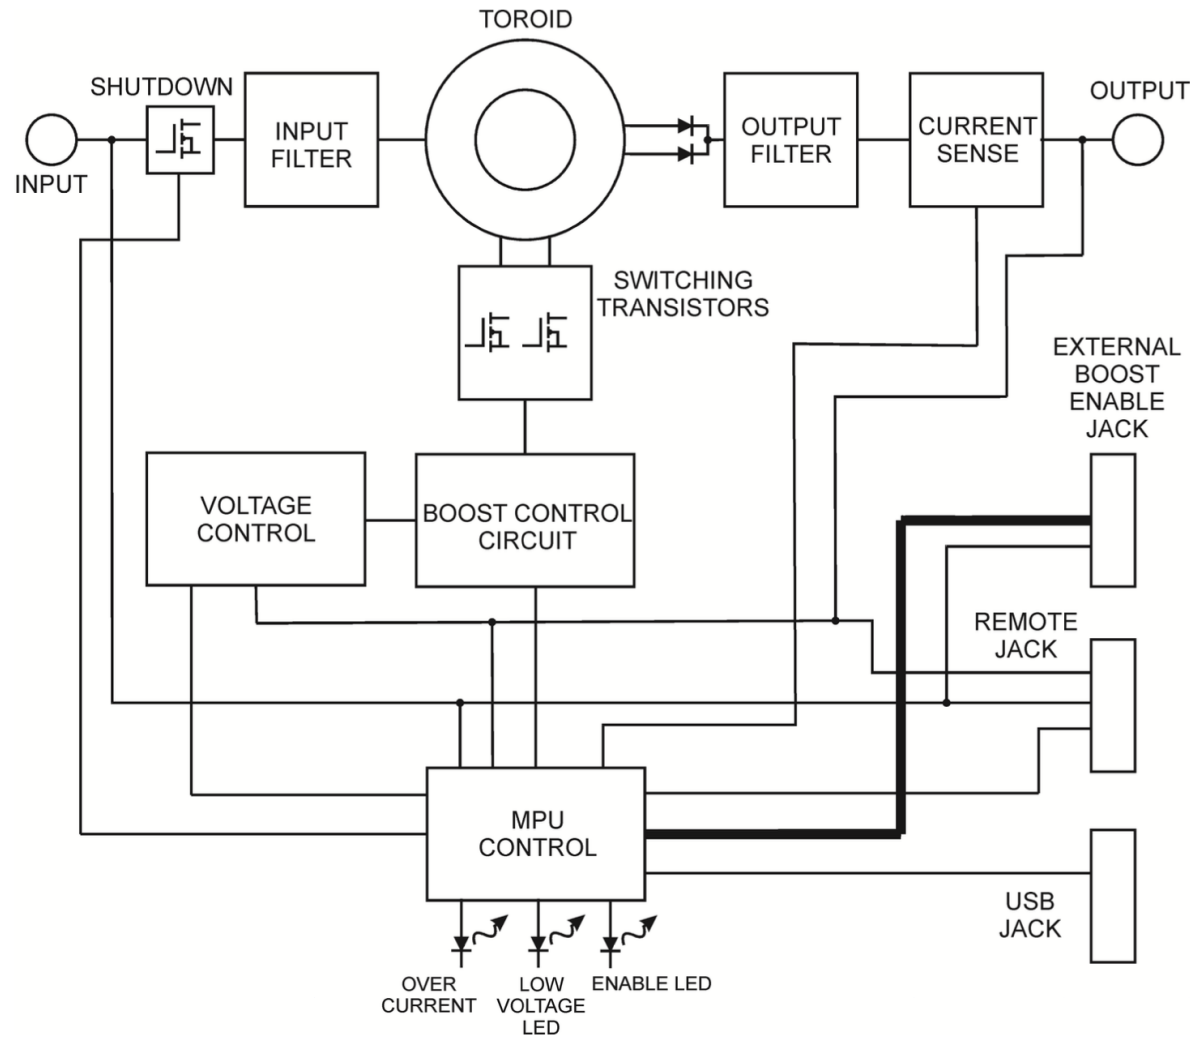 TOROID
SHUTDOWN
INPUT
FILTER
INPUT
OUTPUT
FILTER
CURRENT
SENSE
OUTPUT
SWITCHING
TRANSISTORS
EXTERNAL
BOOST
ENABLE
JACK
VOLTAGE
CONTROL
BOOST CONTROL
CIRCUIT
REMOTE
JACK
MPU
CONTROL
USB
JACK
OVER
CURRENT
LOW
VOLTAGE
LED
ENABLE LED